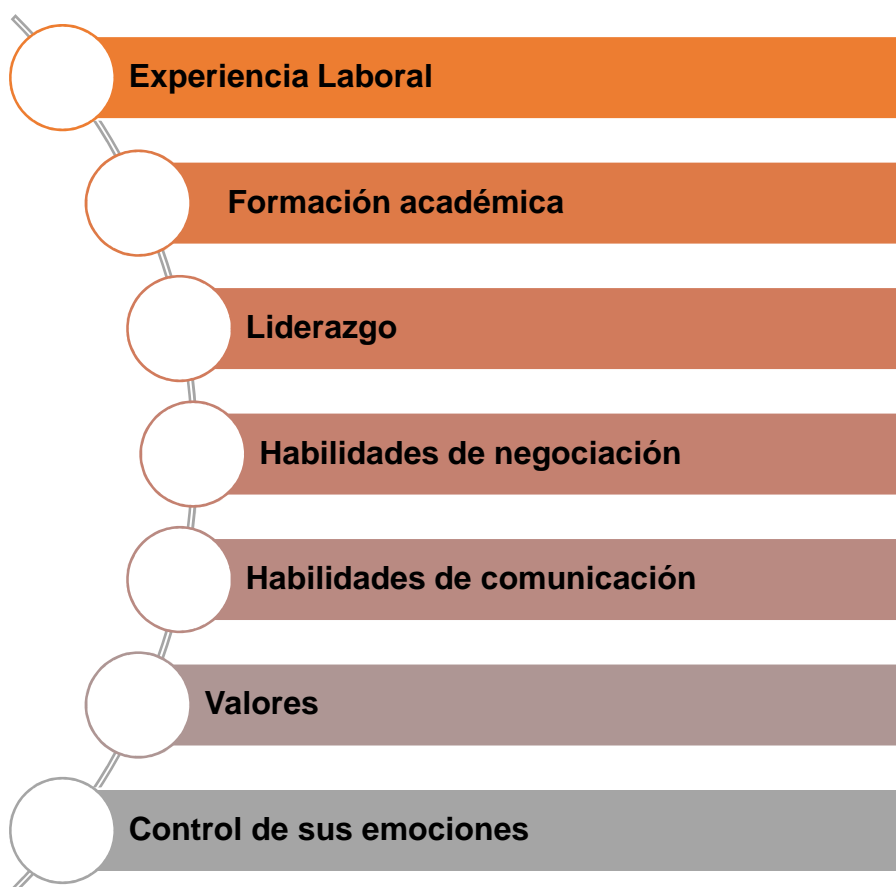 Experiencia Laboral
Formación académica
Liderazgo
Habilidades de negociación
Habilidades de comunicación
Valores
Control de sus emociones